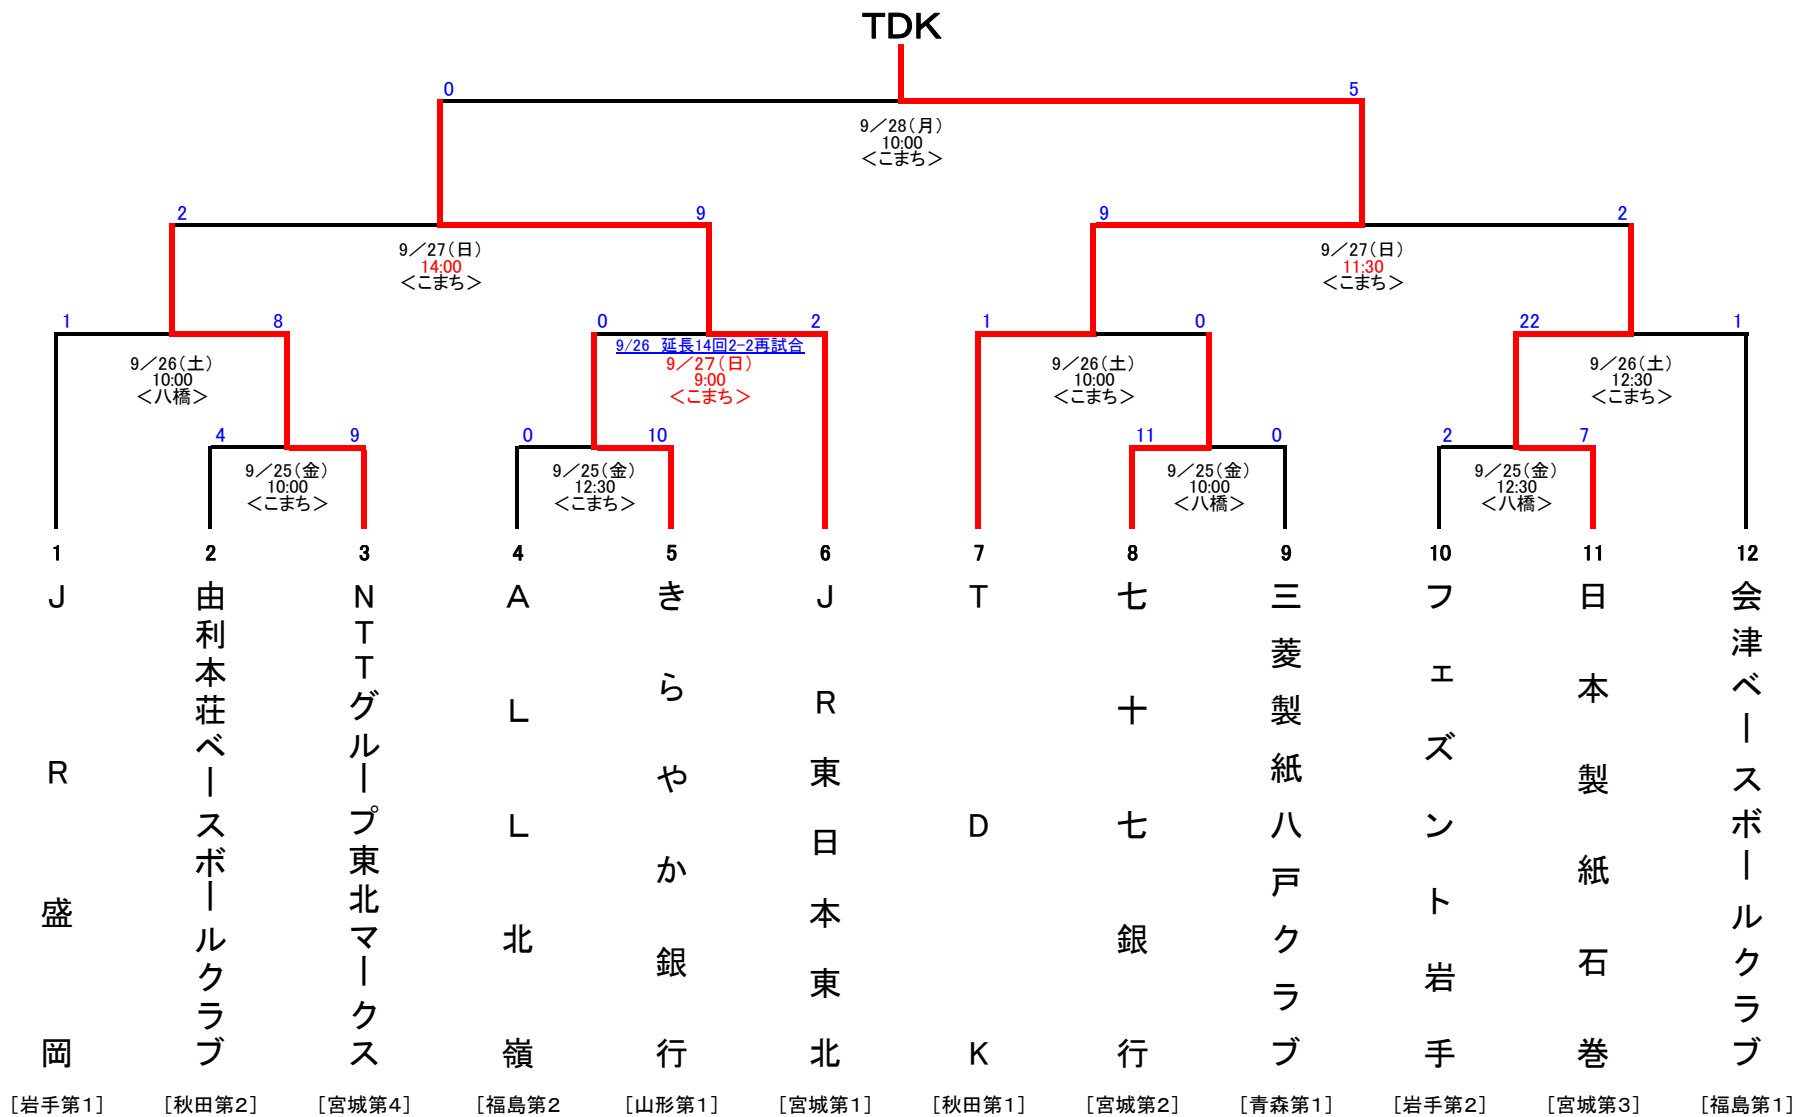 TDK
0 5
9／28(月)
10:00
＜こまち＞
2 9 9 2
9／27(日) 9／27(日)
14:00 11:30
＜こまち＞ ＜こまち＞
1 8 0 2 1 0 22 1
9/26 延長14回2-2再試合
9／26(土) 9／27(日) 9／26(土) 9／26(土)
10:00 9:00 10:00 12:30
＜八橋＞ ＜こまち＞ ＜こまち＞ ＜こまち＞
4 9 0 10 11 0 2 7
9／25(金) 9／25(金) 9／25(金) 9／25(金)
10:00 12:30 10:00 12:30
＜こまち＞ ＜こまち＞ ＜八橋＞ ＜八橋＞
1 2 3 4 5 6 7 8 9 10 11 12
JR盛岡
由利本荘ベースボールクラブ
NTTグループ東北マークス
ALL北嶺
きらやか銀行
JR東日本東北
TDK
七十七銀行
三菱製紙八戸クラブ
フェズント岩手
日本製紙石巻
会津ベースボールクラブ
[岩手第1] [秋田第2] [宮城第4] [福島第2 [山形第1] [宮城第1] [秋田第1] [宮城第2] [青森第1] [岩手第2] [宮城第3] [福島第1]